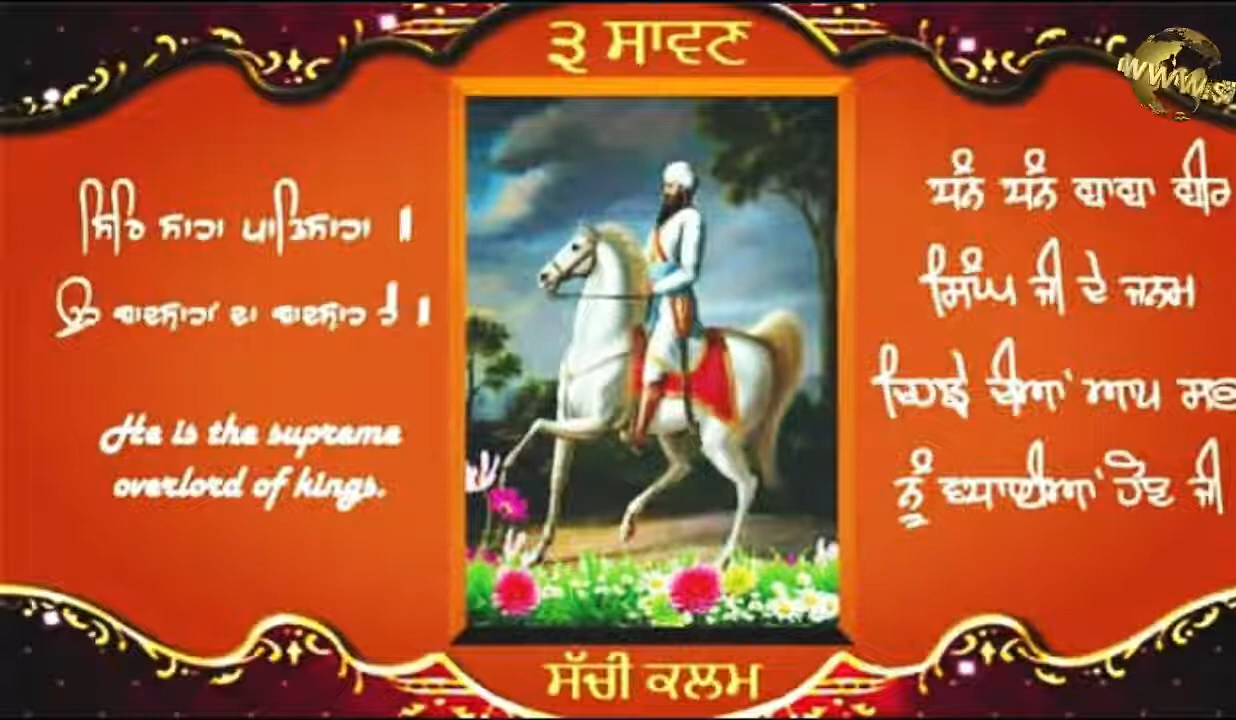 ੩ ਸਾਵਣ
ਸਿਰਿ ਸਾਹਾ ਪਾਤਿਸਾਹਾ ॥
ਉਹ ਬਾਦਸ਼ਾਹਾਂ ਦਾ ਬਾਦਸ਼ਾਹ ਹੈ ॥
He is the supreme
overlord of kings.
ਧੰਨ ਧੰਨ ਬਾਬਾ ਬੀਰ
ਸਿੰਘ ਜੀ ਦੇ ਜਨਮ
ਦਿਹਾੜੇ ਦੀਆਂ ਆਪ ਸਭ
ਨੂੰ ਵਧਾਈਆਂ ਹੋਣ ਜੀ
ਸੱਚੀ ਕਲਮ